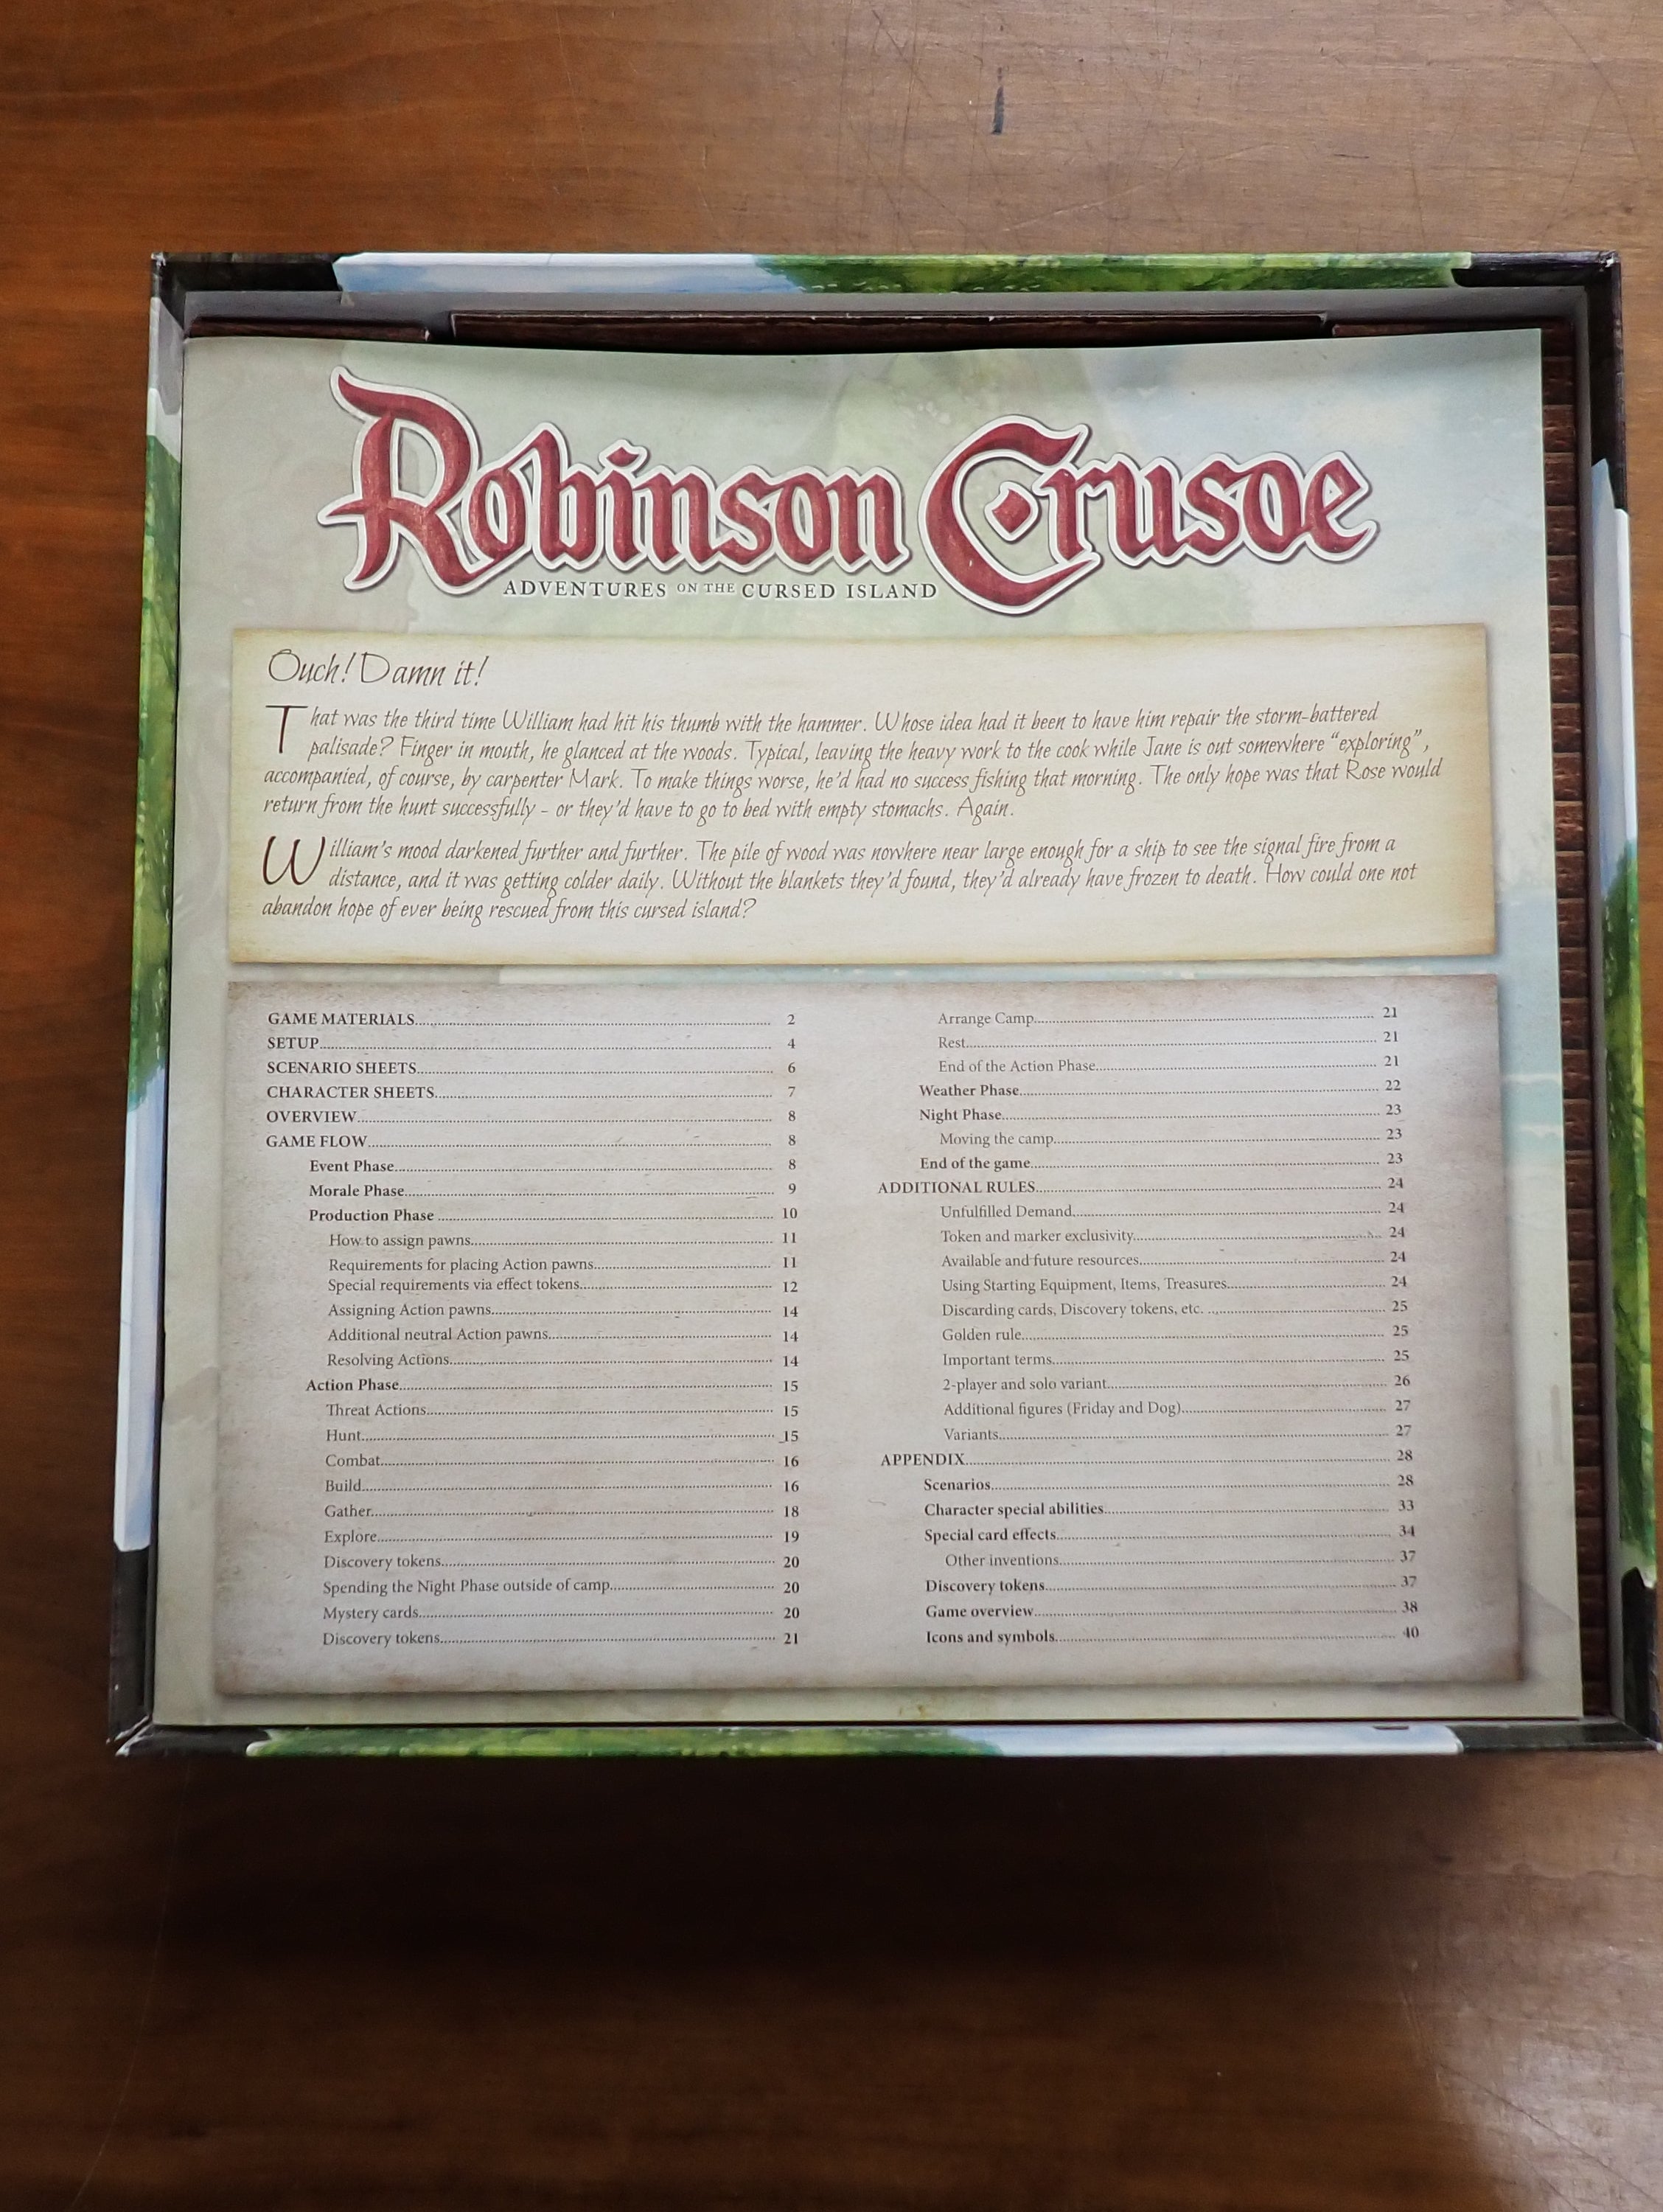 Robinson Crusoe
ADVENTURES ON THE CURSED ISLAND
Ouch! Damn it!
That was the third time William had hit his thumb with the hammer. Whose idea had it been to have him repair the storm-battered
palisade? Finger in mouth, he glanced at the woods. Typical, leaving the heavy work to the cook while Jane is out somewhere “exploring”,
accompanied, of course, by carpenter Mark. To make things worse, he’d had no success fishing that morning. The only hope was that Rose would
return from the hunt successfully – or they’d have to go to bed with empty stomachs. Again.
William’s mood darkened further and further. The pile of wood was nowhere near large enough for a ship to see the signal fire from a
distance, and it was getting colder daily. Without the blankets they’d found, they’d already have frozen to death. How could one not
abandon hope of ever being rescued from this cursed island?
GAME MATERIALS 2
SETUP 4
SCENARIO SHEETS 6
CHARACTER SHEETS 7
OVERVIEW 8
GAME FLOW 8
Event Phase 8
Morale Phase 9
Production Phase 10
How to assign pawns 11
Requirements for placing Action pawns 11
Special requirements via effect tokens 12
Assigning Action pawns 14
Additional neutral Action pawns 14
Resolving Actions 14
Action Phase 15
Threat Actions 15
Hunt 15
Combat 16
Build 16
Gather 18
Explore 19
Discovery tokens 20
Spending the Night Phase outside of camp 20
Mystery cards 20
Discovery tokens 21
Arrange Camp 21
Rest 21
End of the Action Phase 21
Weather Phase 22
Night Phase 23
Moving the camp 23
End of the game 23
ADDITIONAL RULES 24
Unfulfilled Demand 24
Token and marker exclusivity 24
Available and future resources 24
Using Starting Equipment, Items, Treasures 24
Discarding cards, Discovery tokens, etc. 25
Golden rule 25
Important terms 25
2-player and solo variant 26
Additional figures (Friday and Dog) 27
Variants 27
APPENDIX 28
Scenarios 28
Character special abilities 33
Special card effects 34
Other inventions 37
Discovery tokens 37
Game overview 38
Icons and symbols 40